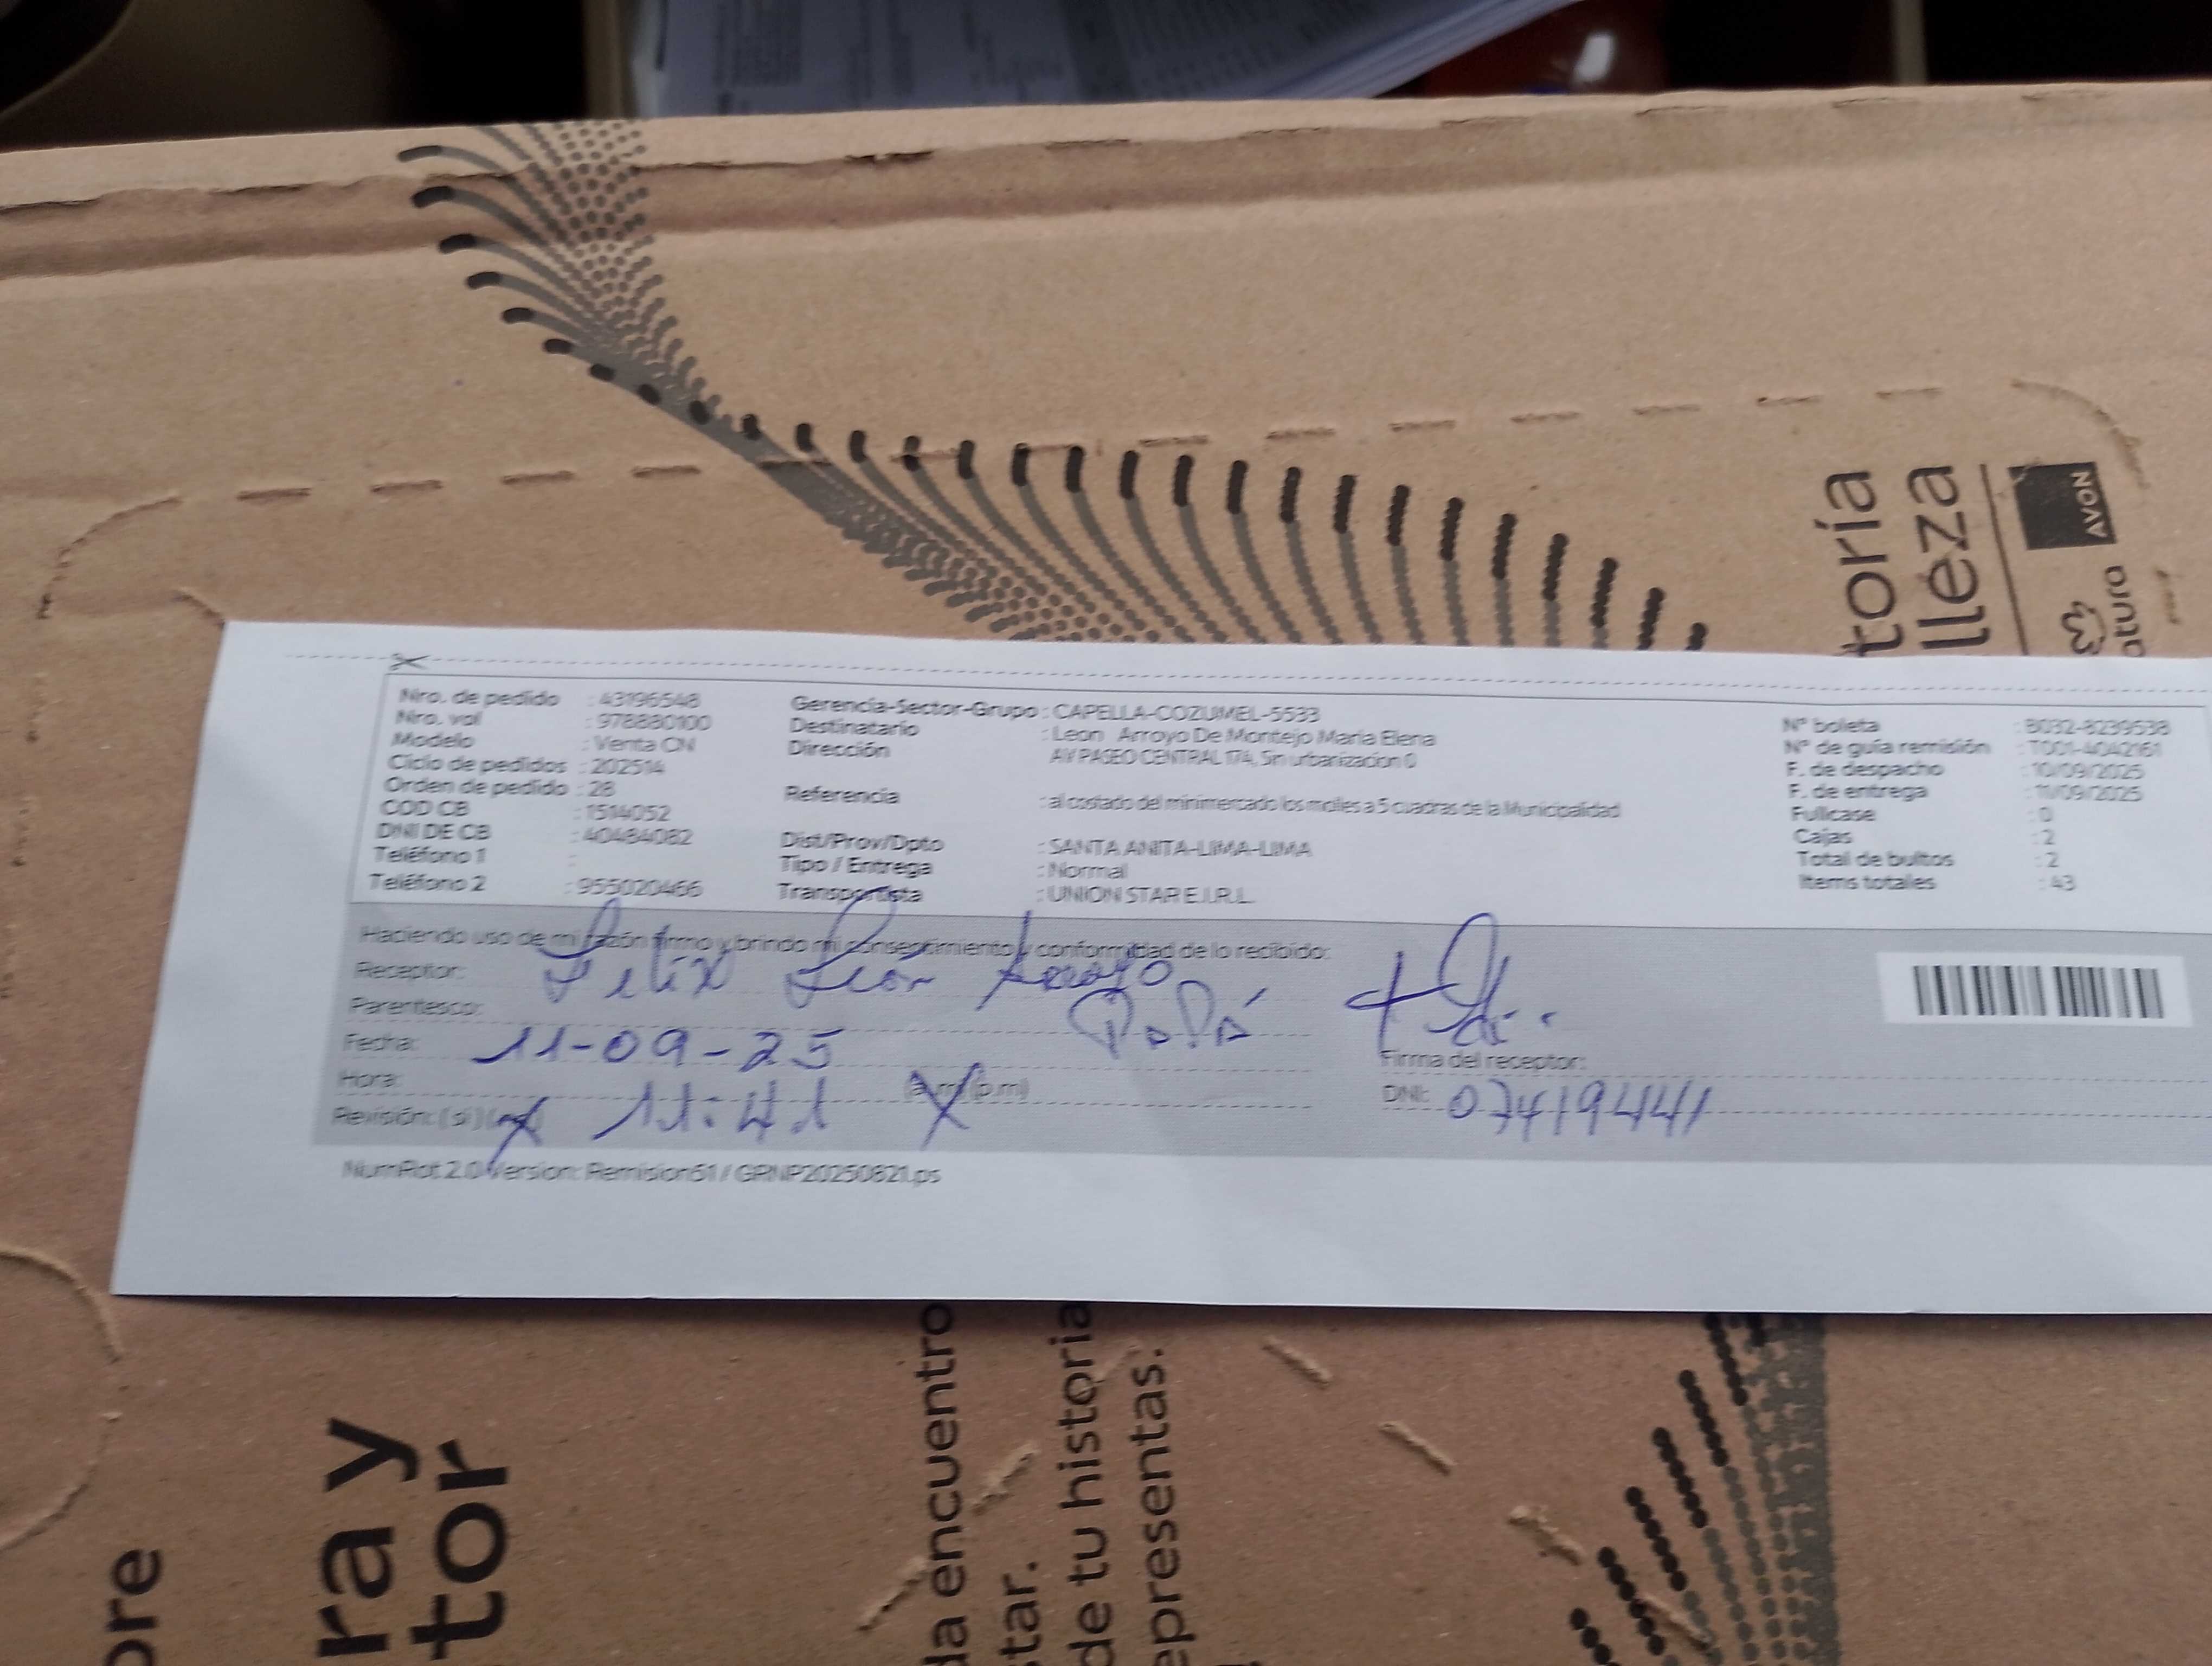 toría
lleza
AVON
atura
Nro. de pedido : 43196548
Nro. vol : 978880100
Modelo : Venta CN
Ciclo de pedidos : 202514
Orden de pedido : 28
COD CB : 1514052
DNI DE CB : 40484082
Teléfono 1 :
Teléfono 2 : 955020466
Gerencia-Sector-Grupo : CAPELLA-COZUMEL-5533
Destinatario : Leon Arroyo De Montejo Maria Elena
Dirección AV PASEO CENTRAL 174, Sin urbanizacion 0
Referencia : al costado del minimercado los molles a 5 cuadras de la Municipalidad
Dist/Prov/Dpto : SANTA ANITA-LIMA-LIMA
Tipo / Entrega : Normal
Transportista : UNION STAR E.I.R.L.
N° boleta : B032-8239538
N° de guía remisión : T001-4042161
F. de despacho : 10/09/2025
F. de entrega : 11/09/2025
Fullcase : 0
Cajas : 2
Total de bultos : 2
Items totales : 43
Haciendo uso de mi razón firmo y brindo mi consentimiento y conformidad de lo recibido:
Receptor: Felix León Arroyo
Parentesco: PaPá
Fecha: 11-09-25
Hora: 11:41 (a.m) (p.m)
Revisión: (si)
Firma del receptor:
DNI: 07419441
NumRot 2.0 Version: Remision61 / GRNP20250821.ps
ore
ra y
tor
da encuentro
star.
de tu historia
epresentas.